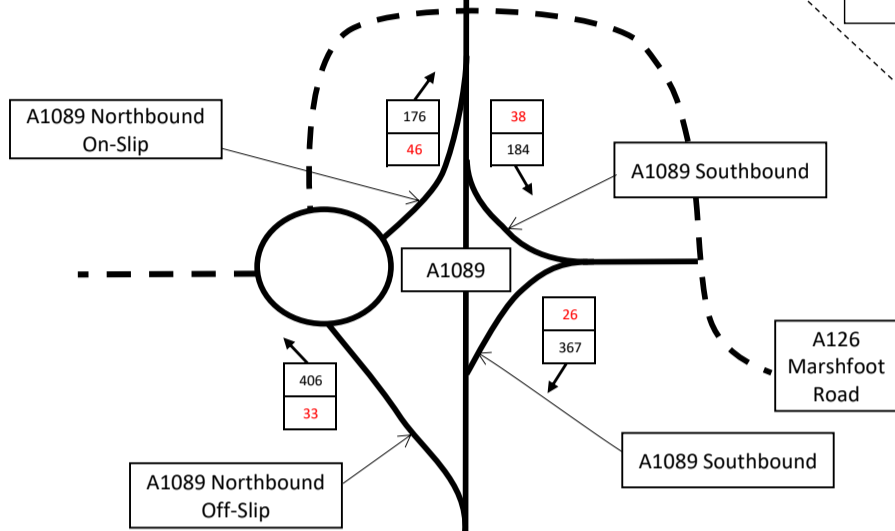 A1089 Northbound
On-Slip
176
46
38
184
A1089 Southbound
A1089
26
367
406
33
A126
Marshfoot
Road
A1089 Northbound
Off-Slip
A1089 Southbound